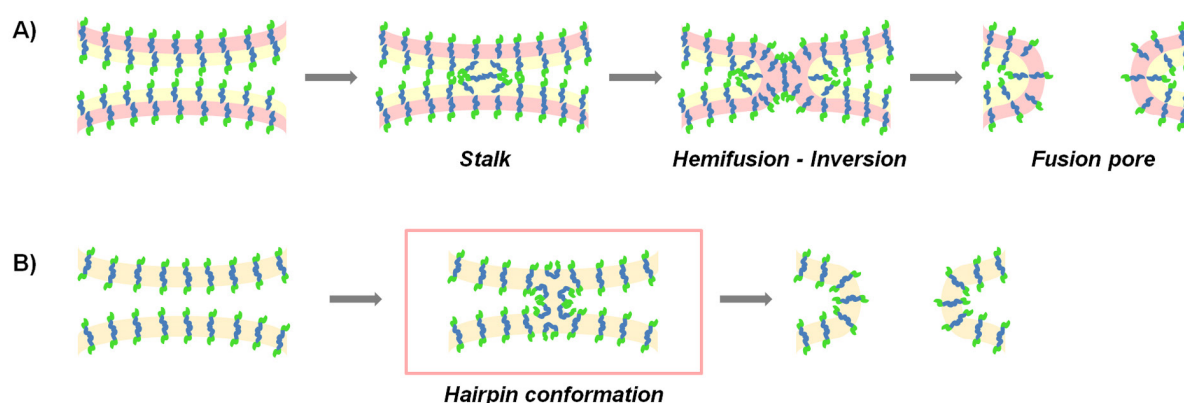 A)
Stalk
Hemifusion - Inversion
Fusion pore
B)
Hairpin conformation